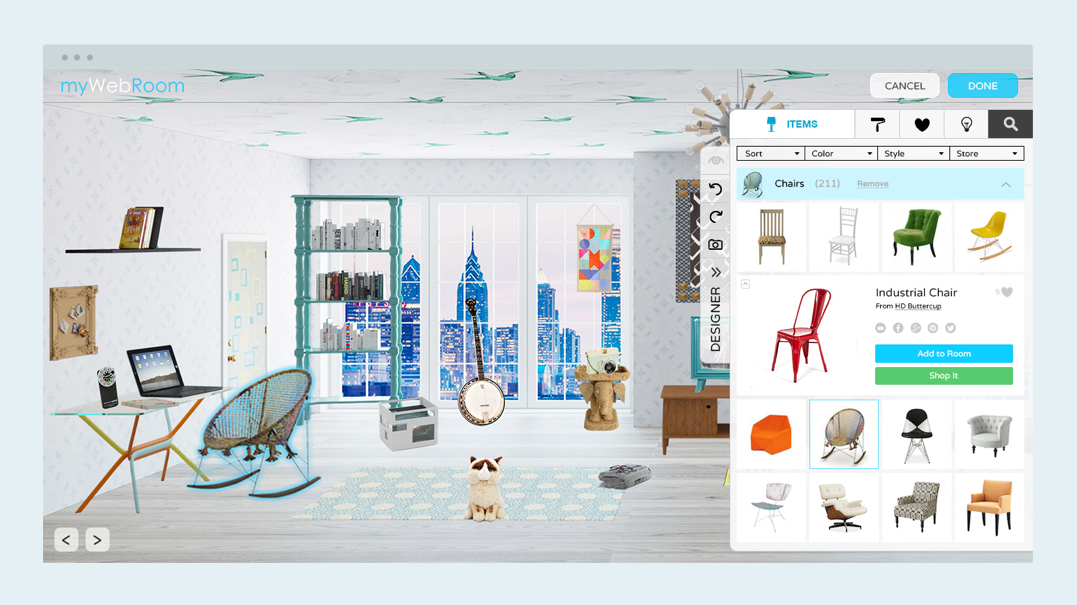 myWebRoom
CANCEL
DONE
ITEMS
Sort
Color
Style
Store
Chairs (211) Remove
DESIGNER
Industrial Chair
5
From HD Buttercup
Add to Room
Shop It